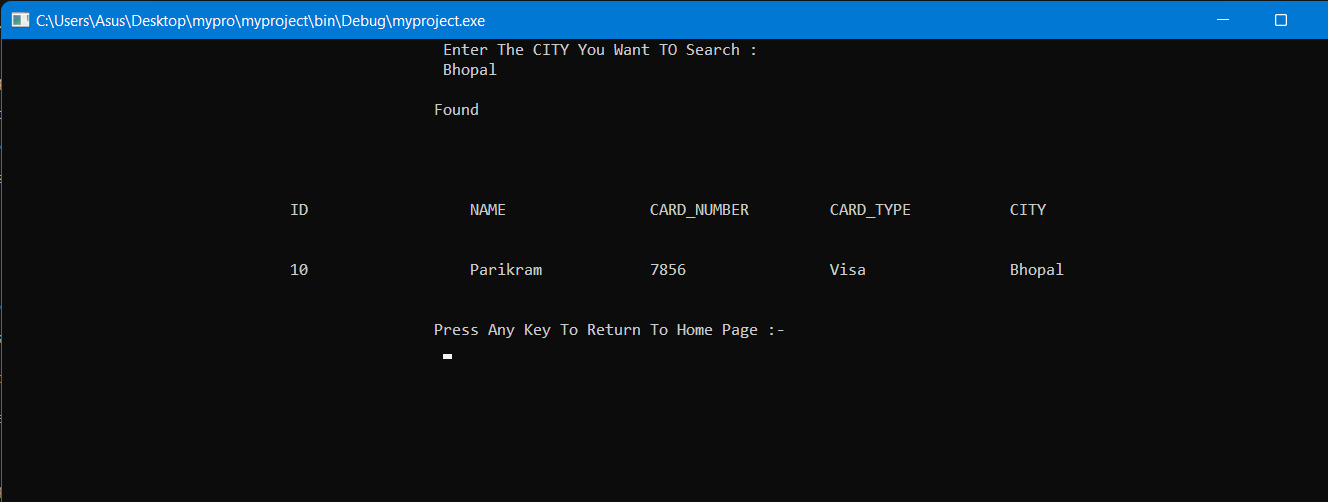 C:\Users\Asus\Desktop\mypro\myproject\bin\Debug\myproject.exe
Enter The CITY You Want TO Search :
Bhopal
Found
ID NAME CARD_NUMBER CARD_TYPE CITY
10 Parikram 7856 Visa Bhopal
Press Any Key To Return To Home Page :-